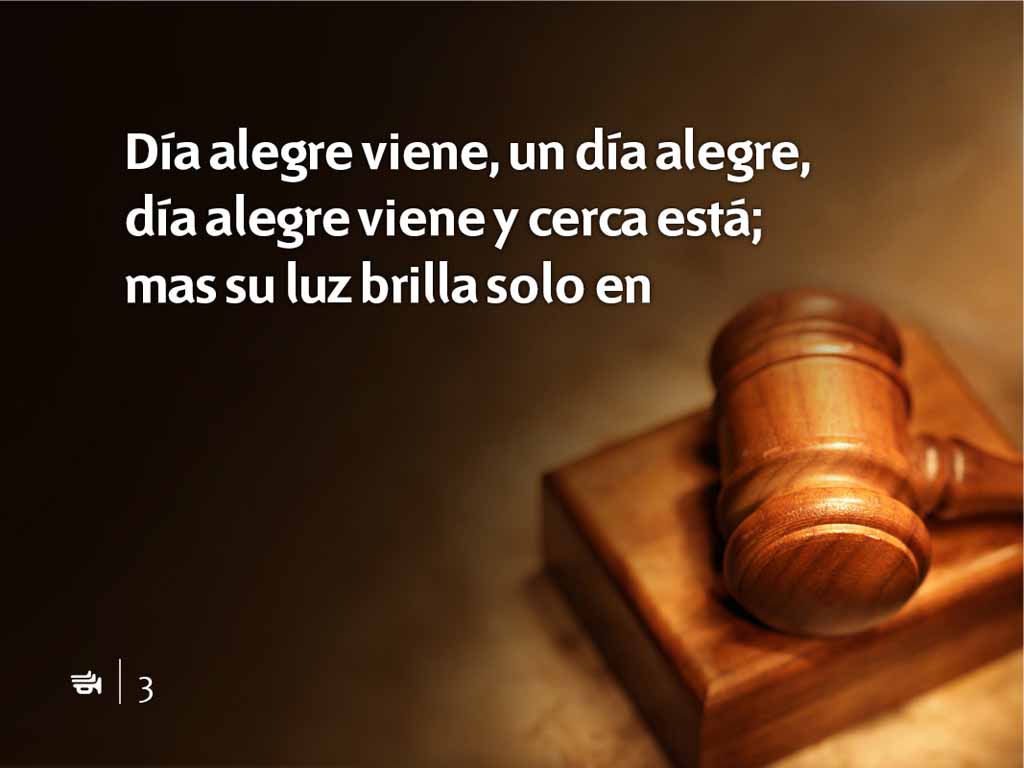 Día alegre viene, un día alegre,
día alegre viene y cerca está;
mas su luz brilla solo en
3